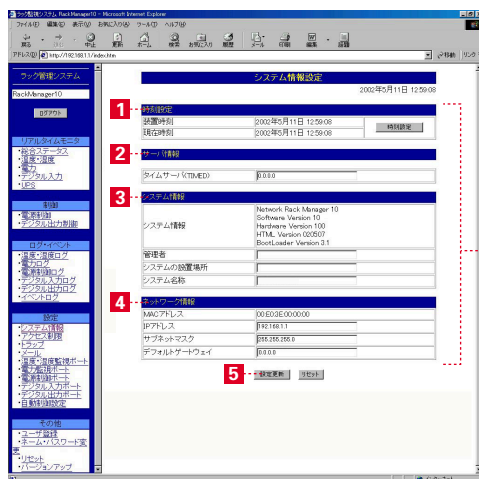 ラック監視システム RackManager10 - Microsoft Internet Explorer
ファイル(F) 編集(E) 表示(V) お気に入り(A) ツール(T) ヘルプ(H)
戻る 進む 中止 更新 ホーム 検索 お気に入り 履歴 メール 印刷 編集
アドレス(D) http://192.168.1.1/index.htm 移動 リンク
ラック管理システム
RackManager10
ログアウト
リアルタイムモニタ
・総合ステータス
・温度・湿度
・電力
・デジタル入力
・UPS
制御
・電源制御
・デジタル出力制御
ログ・イベント
・温度・湿度ログ
・電力ログ
・電源制御ログ
・デジタル入力ログ
・デジタル出力ログ
・イベントログ
設定
・システム情報
・アクセス制限
・トラップ
・メール
・温度・湿度監視ポート
・電力監視ポート
・電源制御ポート
・デジタル入力ポート
・デジタル出力ポート
・自動制御設定
その他
・ユーザ登録
・ネーム・パスワード変更
・リセット
・バージョンアップ
システム情報設定
2002年5月11日 12:59:08
1 時刻設定
装置時刻 2002年5月11日 12:59:08
現在時刻 2002年5月11日 12:59:08
時刻設定
2 サーバ情報
タイムサーバ(TIMED) 0.0.0.0
3 システム情報
システム情報
Network Rack Manager 10
Software Version 10
Hardware Version 100
HTML Version 020507
BootLoader Version 3.1
管理者
システムの設置場所
システム名称
4 ネットワーク情報
MACアドレス 00:E0:3E:00:00:00
IPアドレス 192.168.1.1
サブネットマスク 255.255.255.0
デフォルトゲートウェイ 0.0.0.0
5 設定更新 リセット